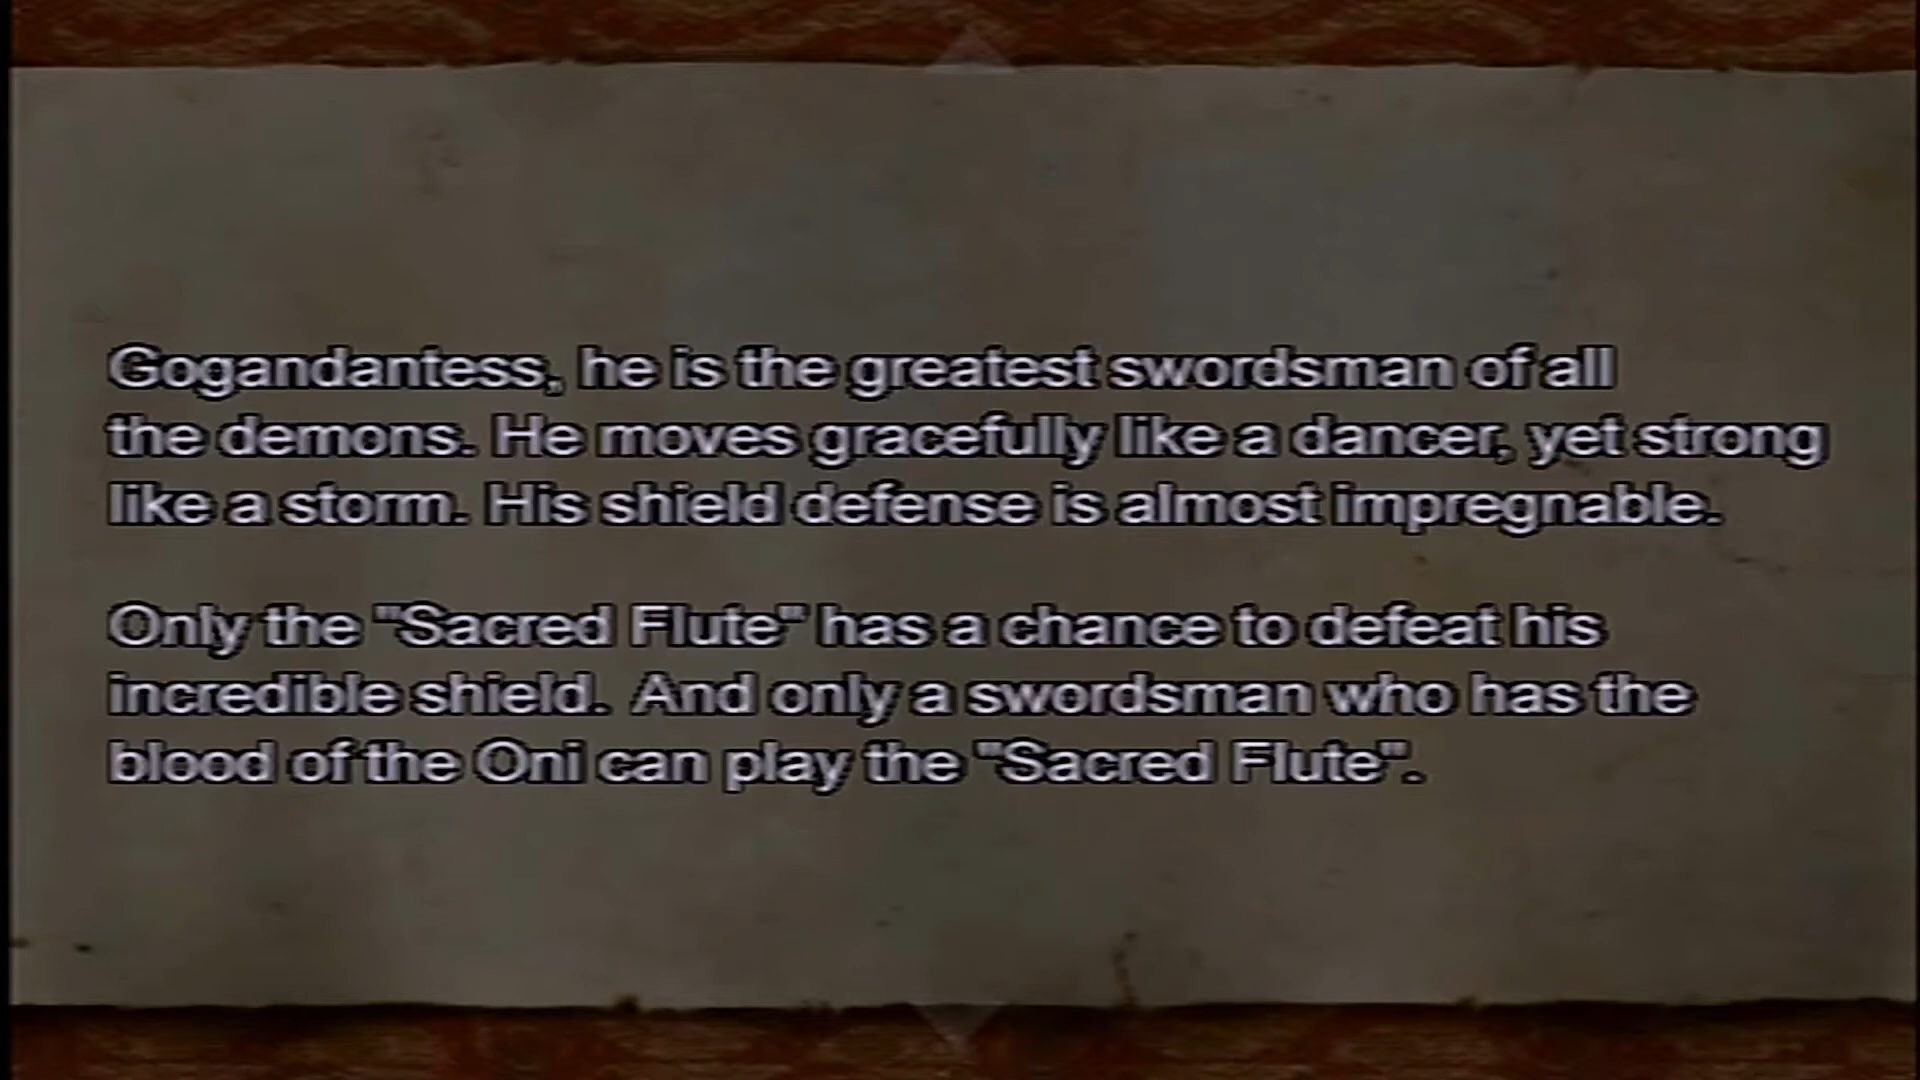 Gogandantess, he is the greatest swordsman of all
the demons. He moves gracefully like a dancer, yet strong
like a storm. His shield defense is almost impregnable.
Only the "Sacred Flute" has a chance to defeat his
incredible shield. And only a swordsman who has the
blood of the Oni can play the "Sacred Flute".